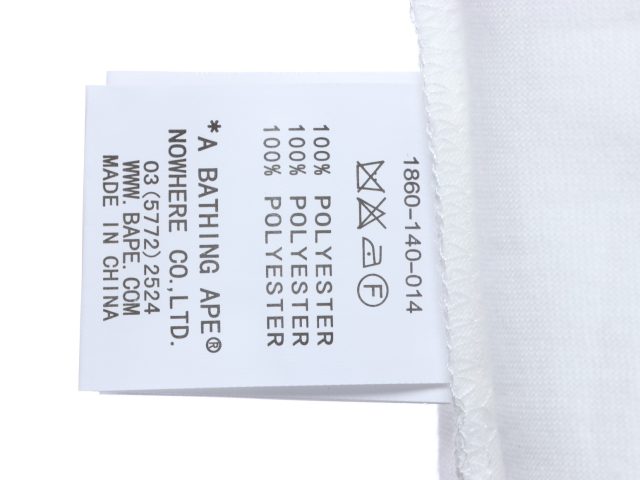 1860-140-014
F
100% POLYESTER
100% POLYESTER
100% POLYESTER
*A BATHING APE®
NOWHERE CO.,LTD.
03(5772)2524
WWW.BAPE.COM
MADE IN CHINA